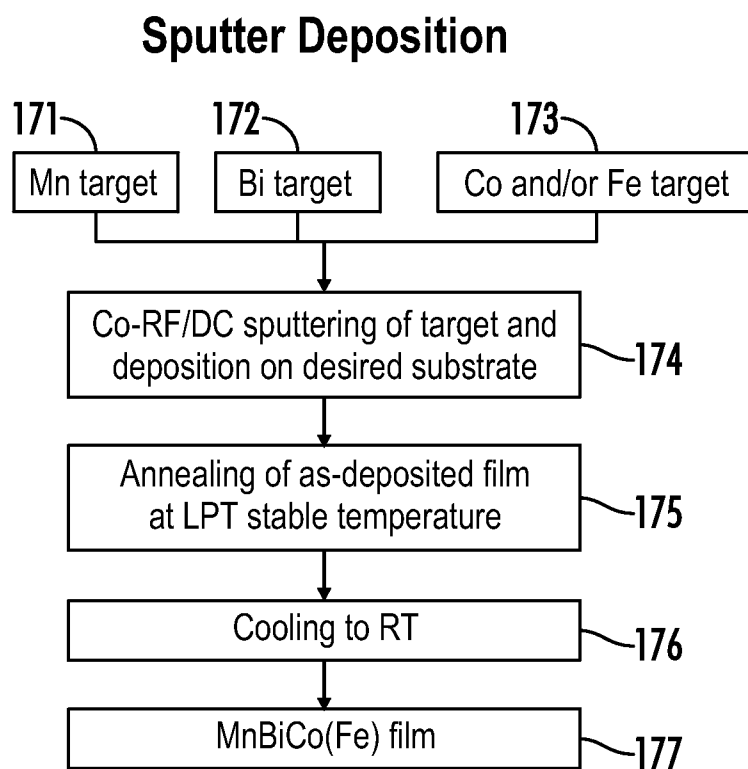 Sputter Deposition
171
172
173
Mn target
Bi target
Co and/or Fe target
Co-RF/DC sputtering of target and
deposition on desired substrate
174
Annealing of as-deposited film
at LPT stable temperature
175
Cooling to RT
176
MnBiCo(Fe) film
177